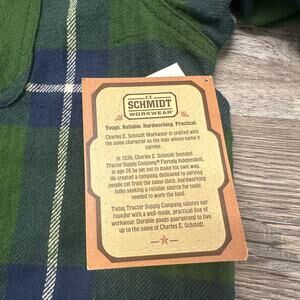 C.E.
SCHMIDT
WORKWEAR
Tough. Reliable. Hardworking. Practical.
Charles E. Schmidt Workwear is crafted with
the same character as the man whose name it
carries.
In 1938, Charles E. Schmidt founded
Tractor Supply Company® Fiercely independent,
at age 26 he set out to make his own way.
He created a company dedicated to serving
people cut from the same cloth, hardworking
folks seeking a reliable source for tools
needed to work the land.
Today Tractor Supply Company salutes our
founder with a well-made, practical line of
workwear. Durable goods guaranteed to live
up to the name of Charles E. Schmidt.